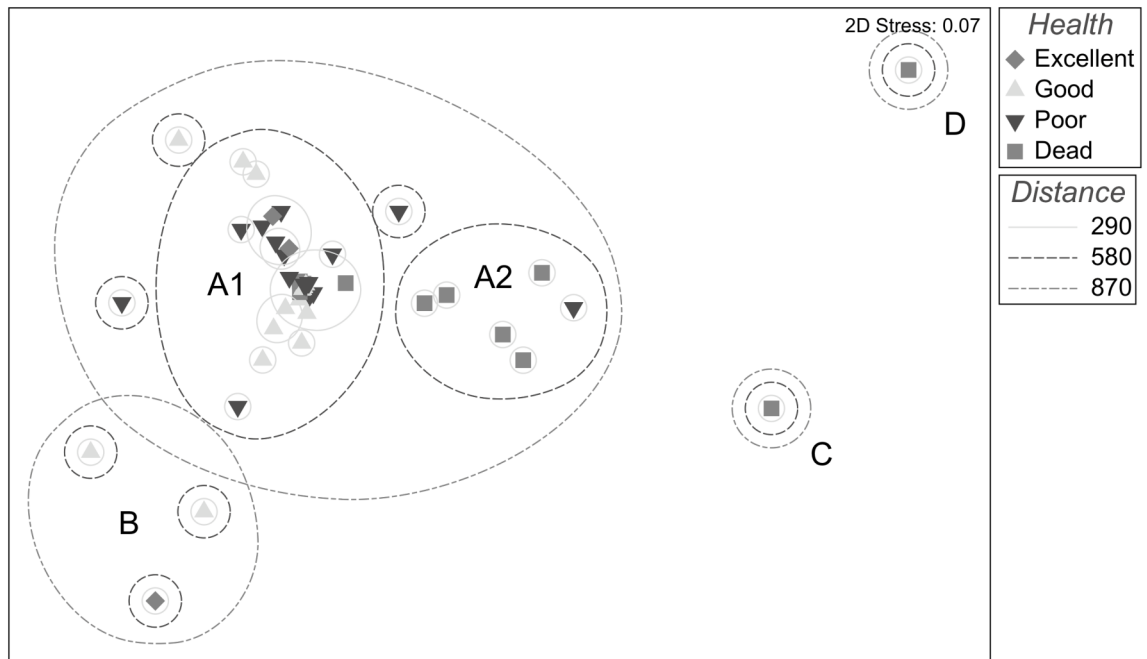 2D Stress: 0.07
D
A1
A2
C
B
Health
Excellent
Good
Poor
Dead
Distance
290
580
870